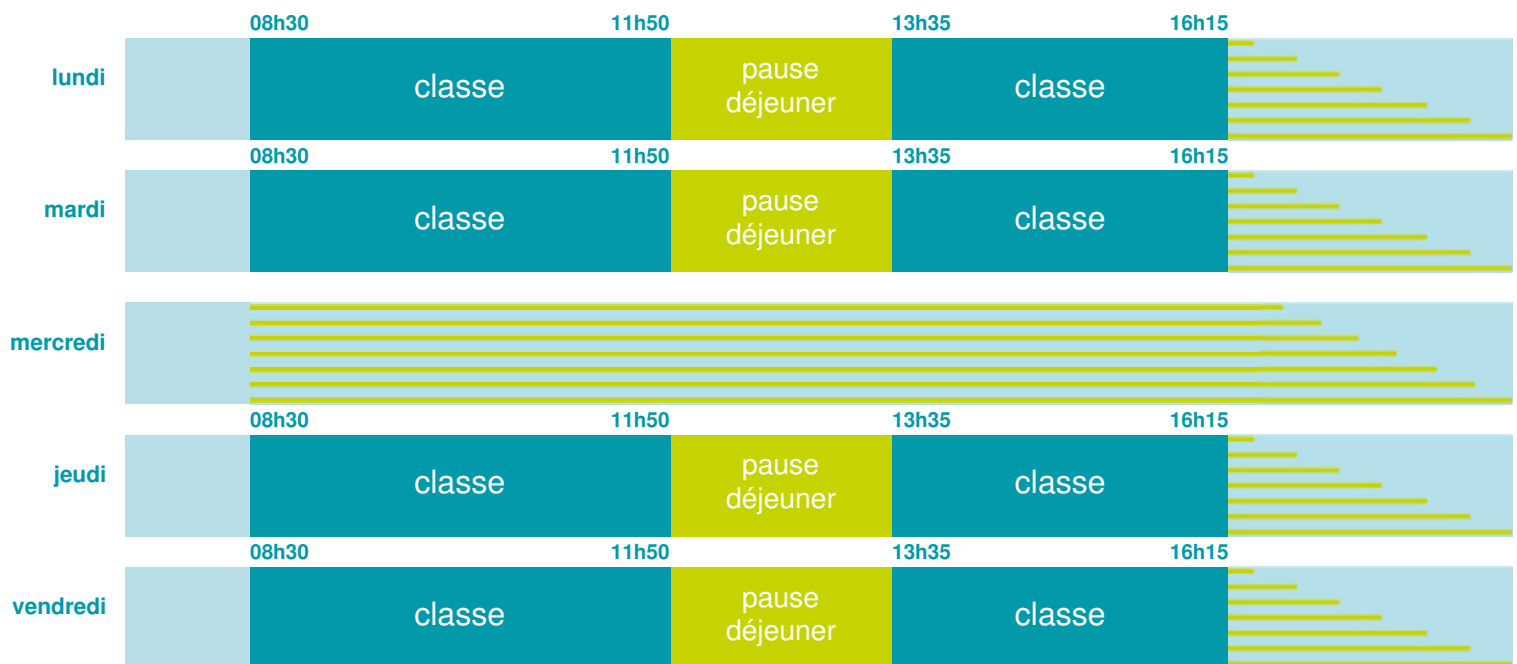 08h30 11h50 13h35 16h15
lundi classe pause déjeuner classe
08h30 11h50 13h35 16h15
mardi classe pause déjeuner classe
mercredi
08h30 11h50 13h35 16h15
jeudi classe pause déjeuner classe
08h30 11h50 13h35 16h15
vendredi classe pause déjeuner classe